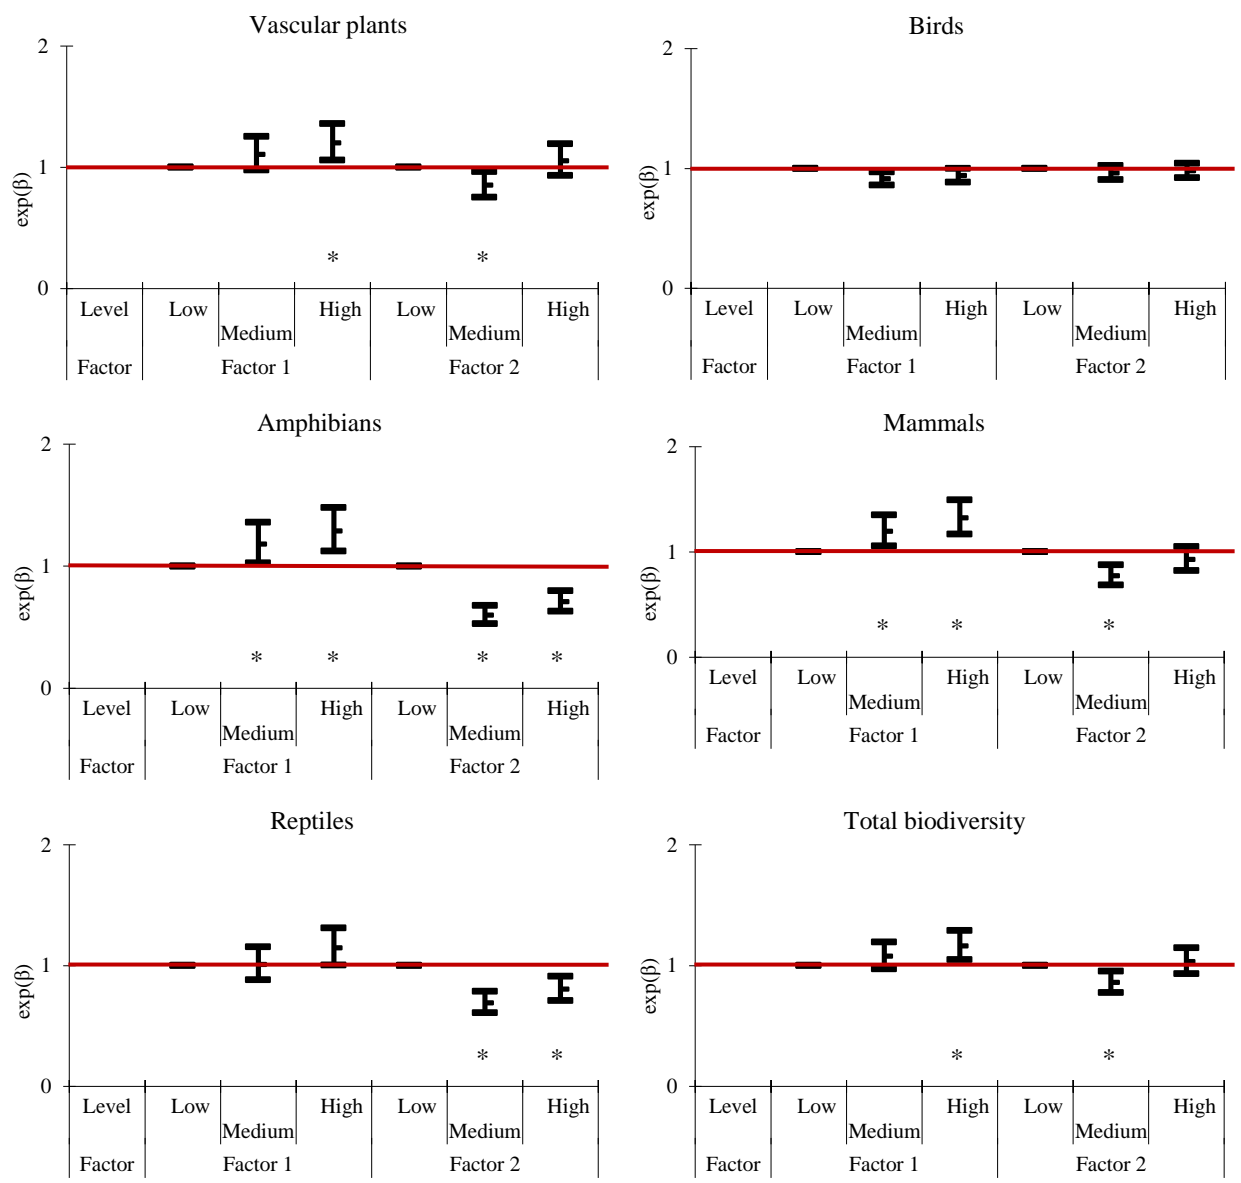 Vascular plants
2
1
0
exp(β)
* *
Level Low Medium High Low Medium High
Factor Factor 1 Factor 2
Birds
2
1
0
exp(β)
Level Low Medium High Low Medium High
Factor Factor 1 Factor 2
Amphibians
2
1
0
exp(β)
* * * *
Level Low Medium High Low Medium High
Factor Factor 1 Factor 2
Mammals
2
1
0
exp(β)
* * *
Level Low Medium High Low Medium High
Factor Factor 1 Factor 2
Reptiles
2
1
0
exp(β)
* *
Level Low Medium High Low Medium High
Factor Factor 1 Factor 2
Total biodiversity
2
1
0
exp(β)
* *
Level Low Medium High Low Medium High
Factor Factor 1 Factor 2